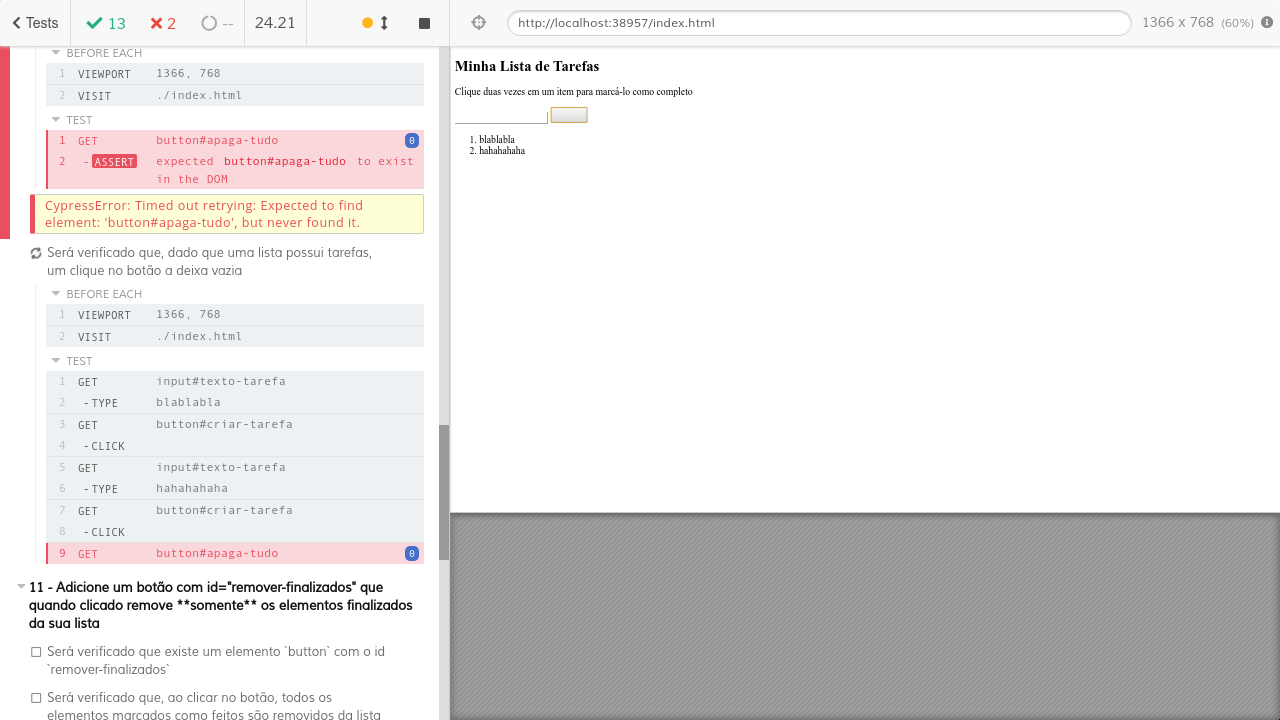 Tests
13
2
--
24.21
BEFORE EACH
1 VIEWPORT 1366, 768
2 VISIT ./index.html
TEST
1 GET button#apaga-tudo 0
2 -ASSERT expected button#apaga-tudo to exist
in the DOM
CypressError: Timed out retrying: Expected to find
element: 'button#apaga-tudo', but never found it.
Será verificado que, dado que uma lista possui tarefas,
um clique no botão a deixa vazia
BEFORE EACH
1 VIEWPORT 1366, 768
2 VISIT ./index.html
TEST
1 GET input#texto-tarefa
2 -TYPE blablabla
3 GET button#criar-tarefa
4 -CLICK
5 GET input#texto-tarefa
6 -TYPE hahahahaha
7 GET button#criar-tarefa
8 -CLICK
9 GET button#apaga-tudo 0
11 - Adicione um botão com id="remover-finalizados" que
quando clicado remove **somente** os elementos finalizados
da sua lista
Será verificado que existe um elemento `button` com o id
`remover-finalizados`
Será verificado que, ao clicar no botão, todos os
elementos marcados como feitos são removidos da lista
http://localhost:38957/index.html
1366 x 768 (60%)
Minha Lista de Tarefas
Clique duas vezes em um item para marcá-lo como completo
1. blablabla
2. hahahahaha